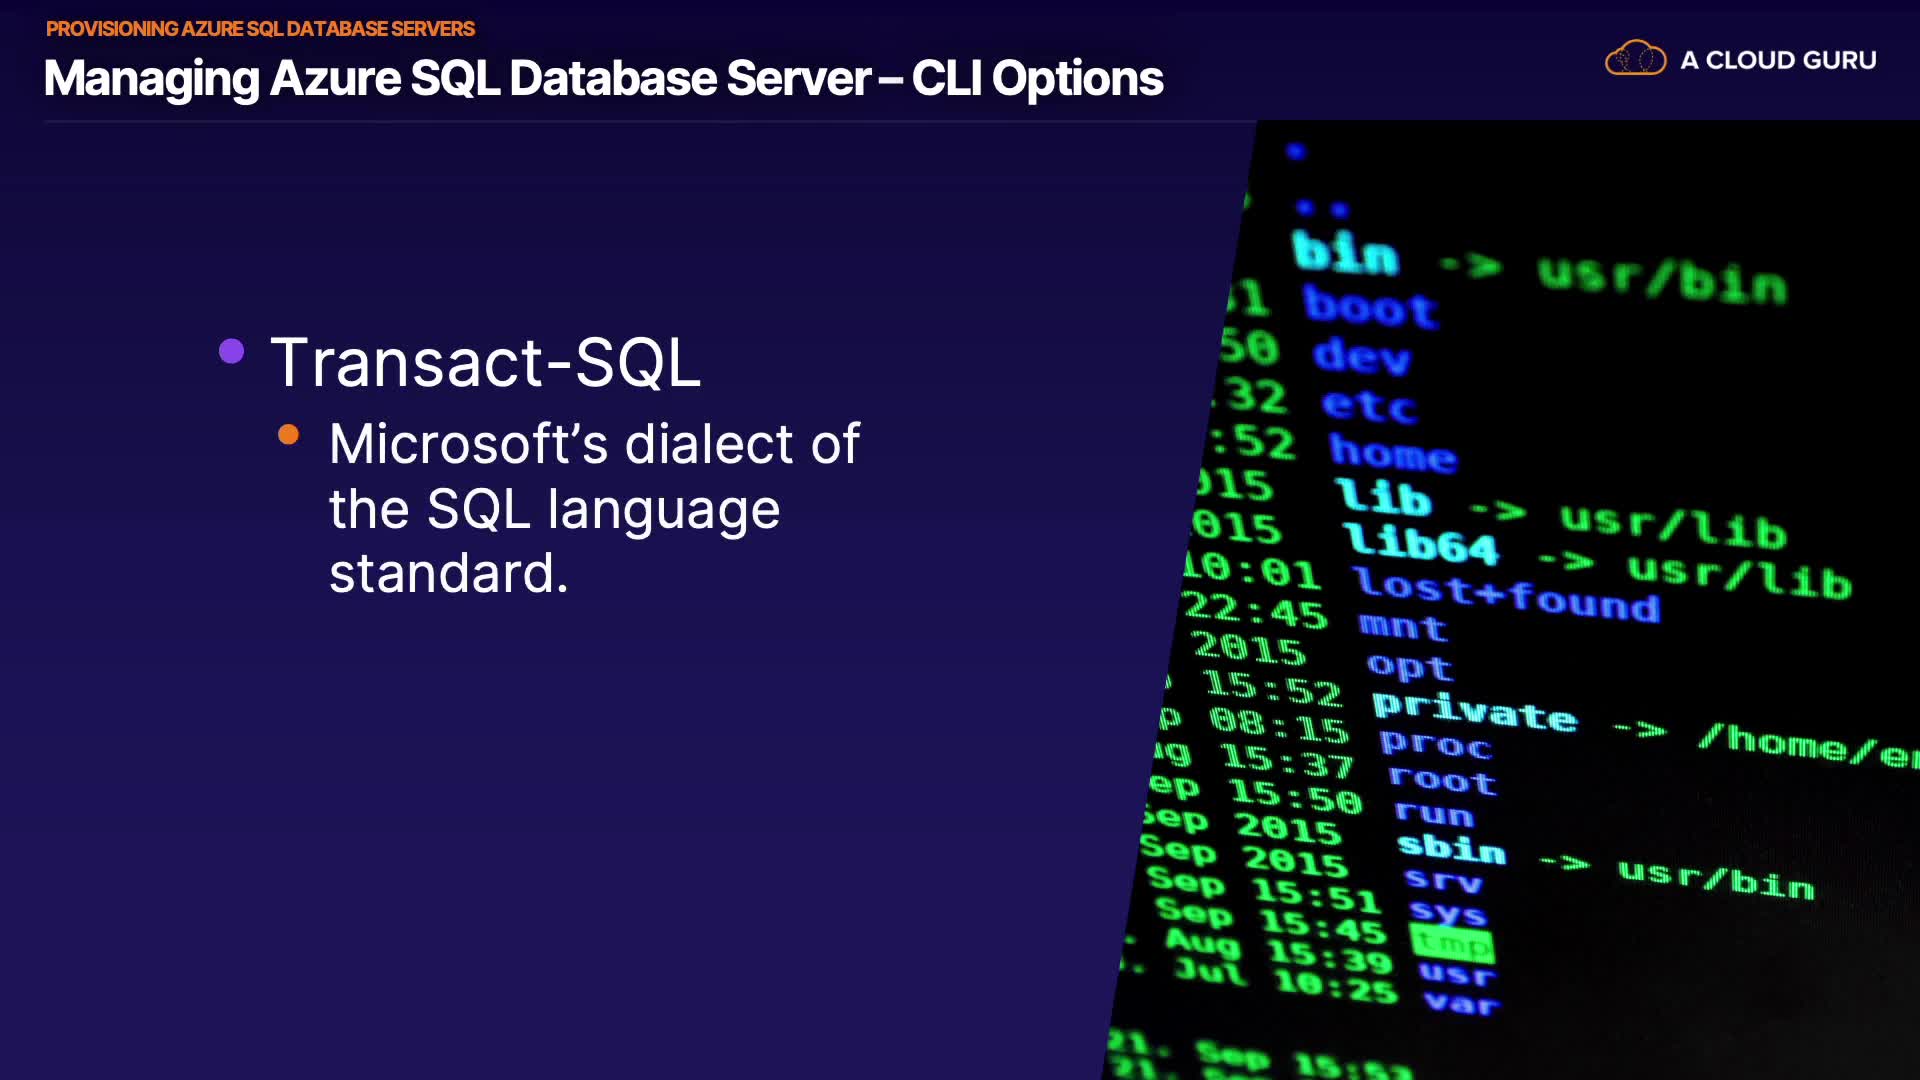 PROVISIONING AZURE SQL DATABASE SERVERS
Managing Azure SQL Database Server – CLI Options
A CLOUD GURU
Transact-SQL
Microsoft’s dialect of
the SQL language
standard.
.
..
bin -> usr/bin
31 boot
50 dev
:32 etc
:52 home
015 lib -> usr/lib
015 lib64 -> usr/lib
10:01 lost+found
22:45 mnt
2015 opt
15:52 private -> /home/
08:15 proc
15:37 root
15:50 run
Sep 2015 sbin -> usr/bin
Sep 2015 srv
Sep 15:51 sys
Sep 15:45 tmp
Aug 15:39 usr
Jul 10:25 var
21. Sep 15:53
21.